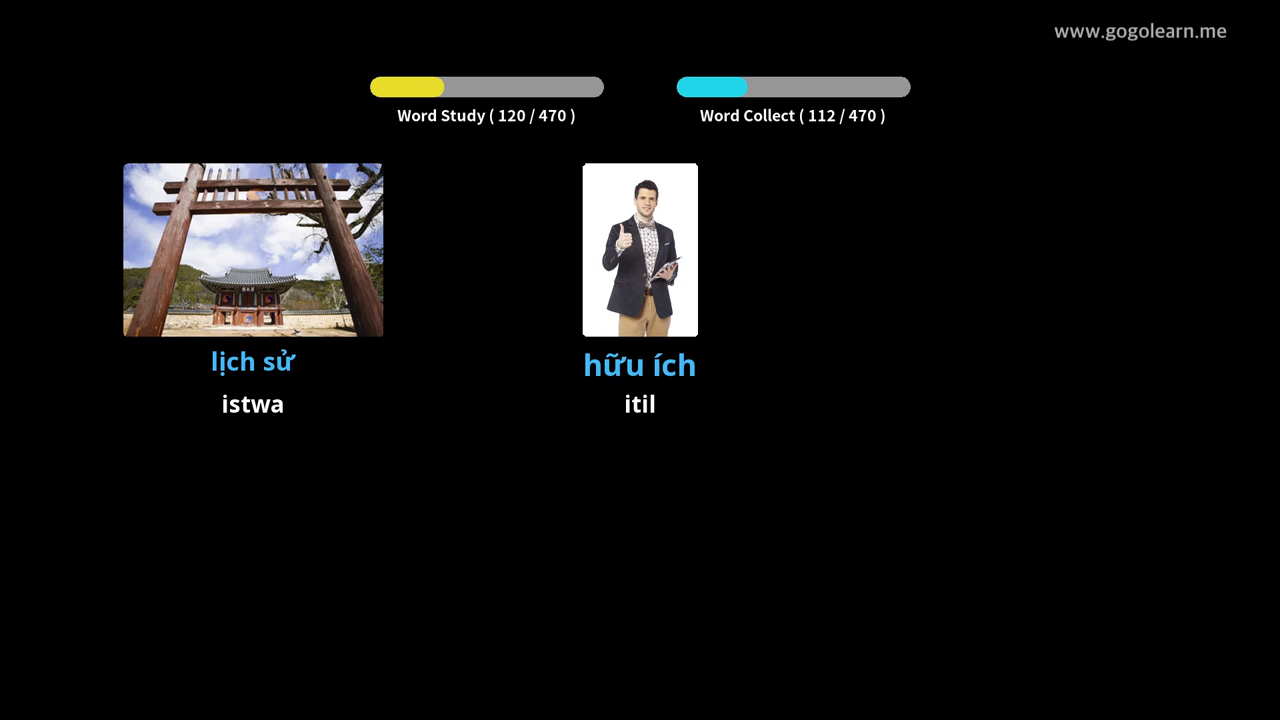 www.gogolearn.me
Word Study ( 120 / 470 )
Word Collect ( 112 / 470 )
lịch sử
istwa
hữu ích
itil